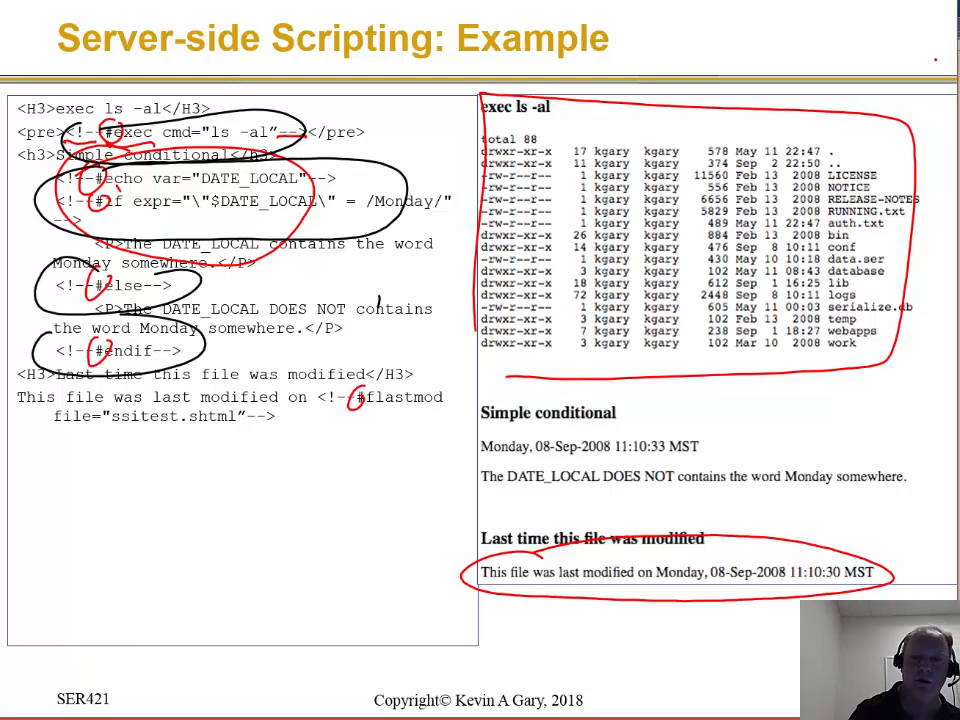 Server-side Scripting: Example
<H3>exec ls -al</H3>
<pre><!--#exec cmd="ls -al”--></pre>
<h3>Simple conditional</h3>
<!--#echo var="DATE_LOCAL"-->
<!--#if expr="\"$DATE_LOCAL\" = /Monday/"
-->
<P>The DATE_LOCAL contains the word
Monday somewhere.</P>
<!--#else-->
<P>The DATE_LOCAL DOES NOT contains
the word Monday somewhere.</P>
<!--#endif-->
<H3>Last time this file was modified</H3>
This file was last modified on <!--#flastmod
file="ssitest.shtml”-->
exec ls -al
total 88
drwxr-xr-x 17 kgary kgary 578 May 11 22:47 .
drwxr-xr-x 11 kgary kgary 374 Sep 2 22:50 ..
-rw-r--r-- 1 kgary kgary 11560 Feb 13 2008 LICENSE
-rw-r--r-- 1 kgary kgary 556 Feb 13 2008 NOTICE
-rw-r--r-- 1 kgary kgary 6656 Feb 13 2008 RELEASE-NOTES
-rw-r--r-- 1 kgary kgary 5829 Feb 13 2008 RUNNING.txt
-rw-r--r-- 1 kgary kgary 489 May 11 22:47 auth.txt
drwxr-xr-x 26 kgary kgary 884 Feb 13 2008 bin
drwxr-xr-x 14 kgary kgary 476 Sep 8 10:11 conf
-rw-r--r-- 1 kgary kgary 430 May 10 10:18 data.ser
drwxr-xr-x 3 kgary kgary 102 May 11 08:43 database
drwxr-xr-x 18 kgary kgary 612 Sep 1 16:25 lib
drwxr-xr-x 72 kgary kgary 2448 Sep 8 10:11 logs
-rw-r--r-- 1 kgary kgary 605 May 11 00:03 serialize.db
drwxr-xr-x 3 kgary kgary 102 Feb 13 2008 temp
drwxr-xr-x 7 kgary kgary 238 Sep 1 18:27 webapps
drwxr-xr-x 3 kgary kgary 102 Mar 10 2008 work
Simple conditional
Monday, 08-Sep-2008 11:10:33 MST
The DATE_LOCAL DOES NOT contains the word Monday somewhere.
Last time this file was modified
This file was last modified on Monday, 08-Sep-2008 11:10:30 MST
SER421
Copyright© Kevin A Gary, 2018